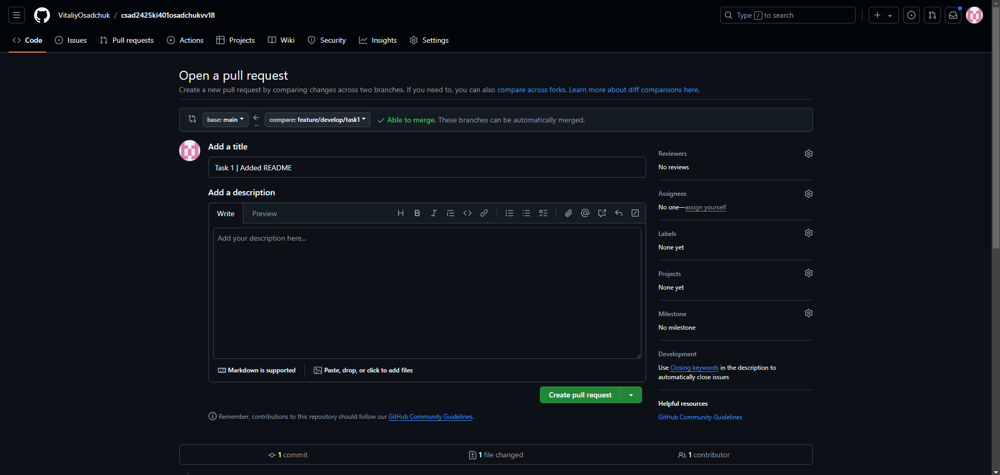 VitaliyOsadchuk / csad2425ki401osadchukvv18
Type / to search
Code Issues Pull requests Actions Projects Wiki Security Insights Settings
Open a pull request
Create a new pull request by comparing changes across two branches. If you need to, you can also compare across forks. Learn more about diff comparisons here.
base: main compare: feature/develop/task1 Able to merge. These branches can be automatically merged.
Add a title
Task 1 | Added README
Add a description
Write Preview
Add your description here...
Markdown is supported Paste, drop, or click to add files
Create pull request
Remember, contributions to this repository should follow our GitHub Community Guidelines.
Reviewers
No reviews
Assignees
No one—assign yourself
Labels
None yet
Projects
None yet
Milestone
No milestone
Development
Use Closing keywords in the description to
automatically close issues
Helpful resources
GitHub Community Guidelines
1 commit 1 file changed 1 contributor